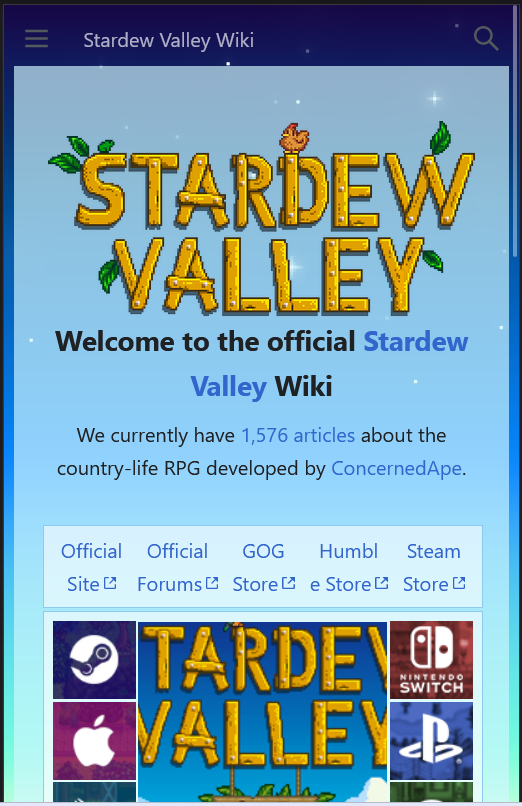 Stardew Valley Wiki
STARDEW
VALLEY
Welcome to the official Stardew
Valley Wiki
We currently have 1,576 articles about the
country-life RPG developed by ConcernedApe.
Official Official GOG Humbl Steam
Site Forums Store e Store Store
STARDEW
VALLEY
NINTENDO
SWITCH